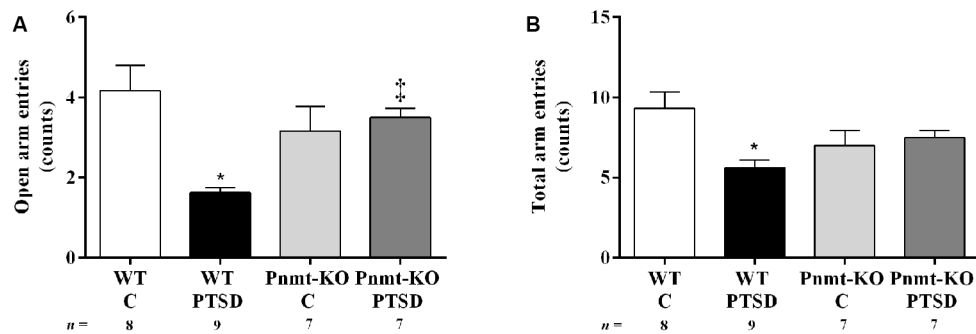 A
Open arm entries
(counts)
6
4
2
0
*
‡
WT
C
WT
PTSD
Pnmt-KO
C
Pnmt-KO
PTSD
n = 8 9 7 7
B
Total arm entries
(counts)
15
10
5
0
*
WT
C
WT
PTSD
Pnmt-KO
C
Pnmt-KO
PTSD
8 9 7 7